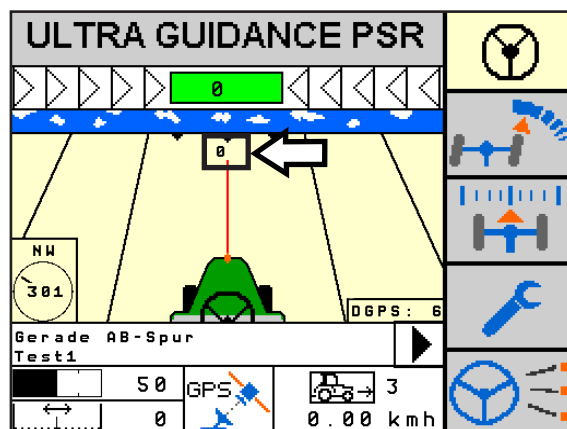 ULTRA GUIDANCE PSR
0
0
NW
301
DGPS: 6
Gerade AB-Spur
Test1
50
GPS
3
0
0.00 kmh